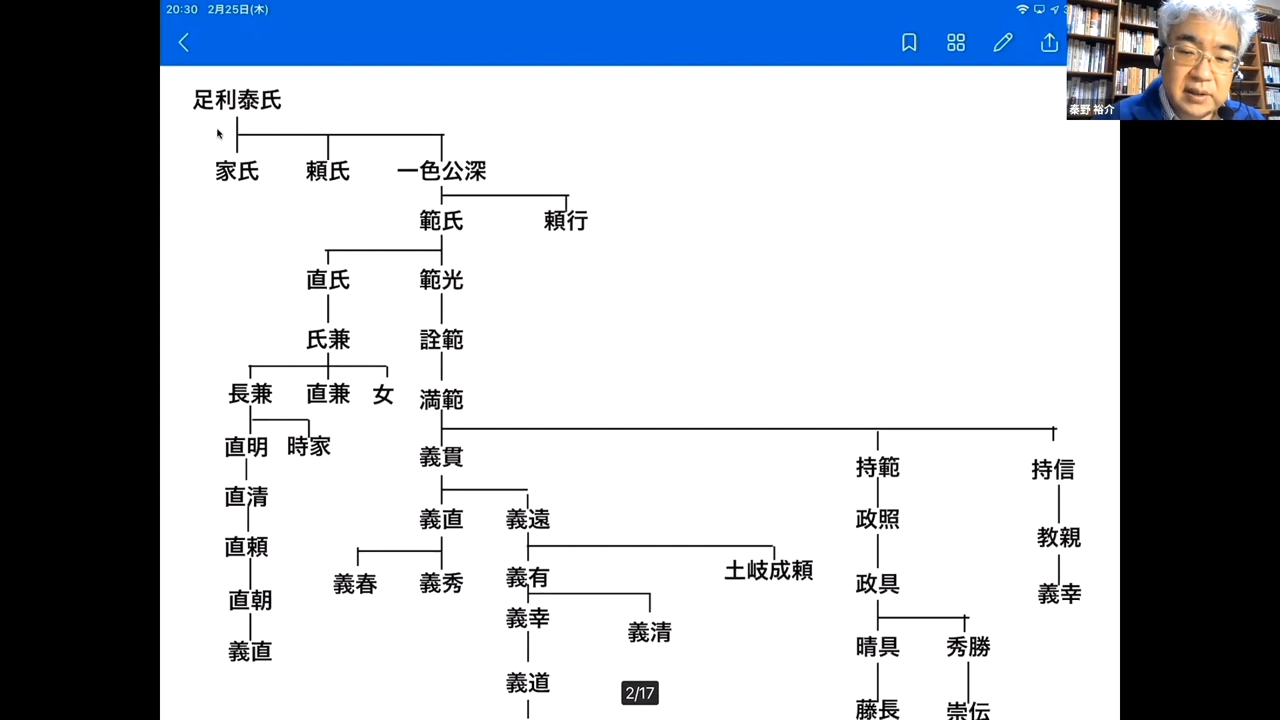 20:30 2月25日(木)
秦野 裕介
足利泰氏
家氏 頼氏 一色公深
範氏 頼行
直氏 範光
氏兼 詮範
長兼 直兼 女 満範
直明 時家 義貫 持範 持信
直清 義直 義遠 政照 教親
直頼 義春 義秀 義有 土岐成頼 政具 義幸
直朝 義幸 義清 晴具 秀勝
義直 義道 藤長 崇伝
2/17